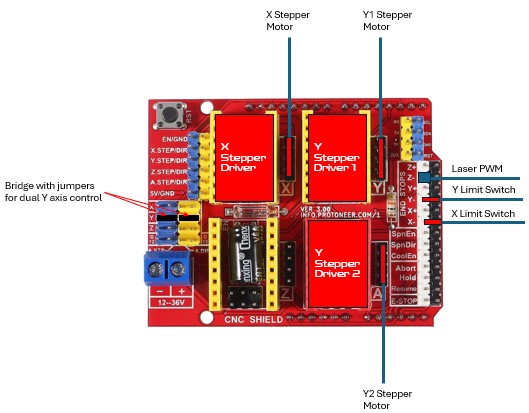 X Stepper
Motor
Y1 Stepper
Motor
RST
EN/GND
X.STEP/DIR
Y.STEP/DIR
Z.STEP/DIR
A.STEP/DIR
5V/GND
X
Stepper
Driver
X
Y
Stepper
Driver 1
Y
Z+
Z-
Y+
Y-
X+
X-
END STOPS
SpnEn
SpnDir
CoolEn
Abort
Hold
Resume
E-STOP
Laser PWM
Y Limit Switch
X Limit Switch
Bridge with jumpers
for dual Y axis control
X
Y
Z
VER 3.00
INFO.PROTONEER.COM/1
Y
Stepper
Driver 2
Z
A
12--36V
CNC SHIELD
Y2 Stepper
Motor